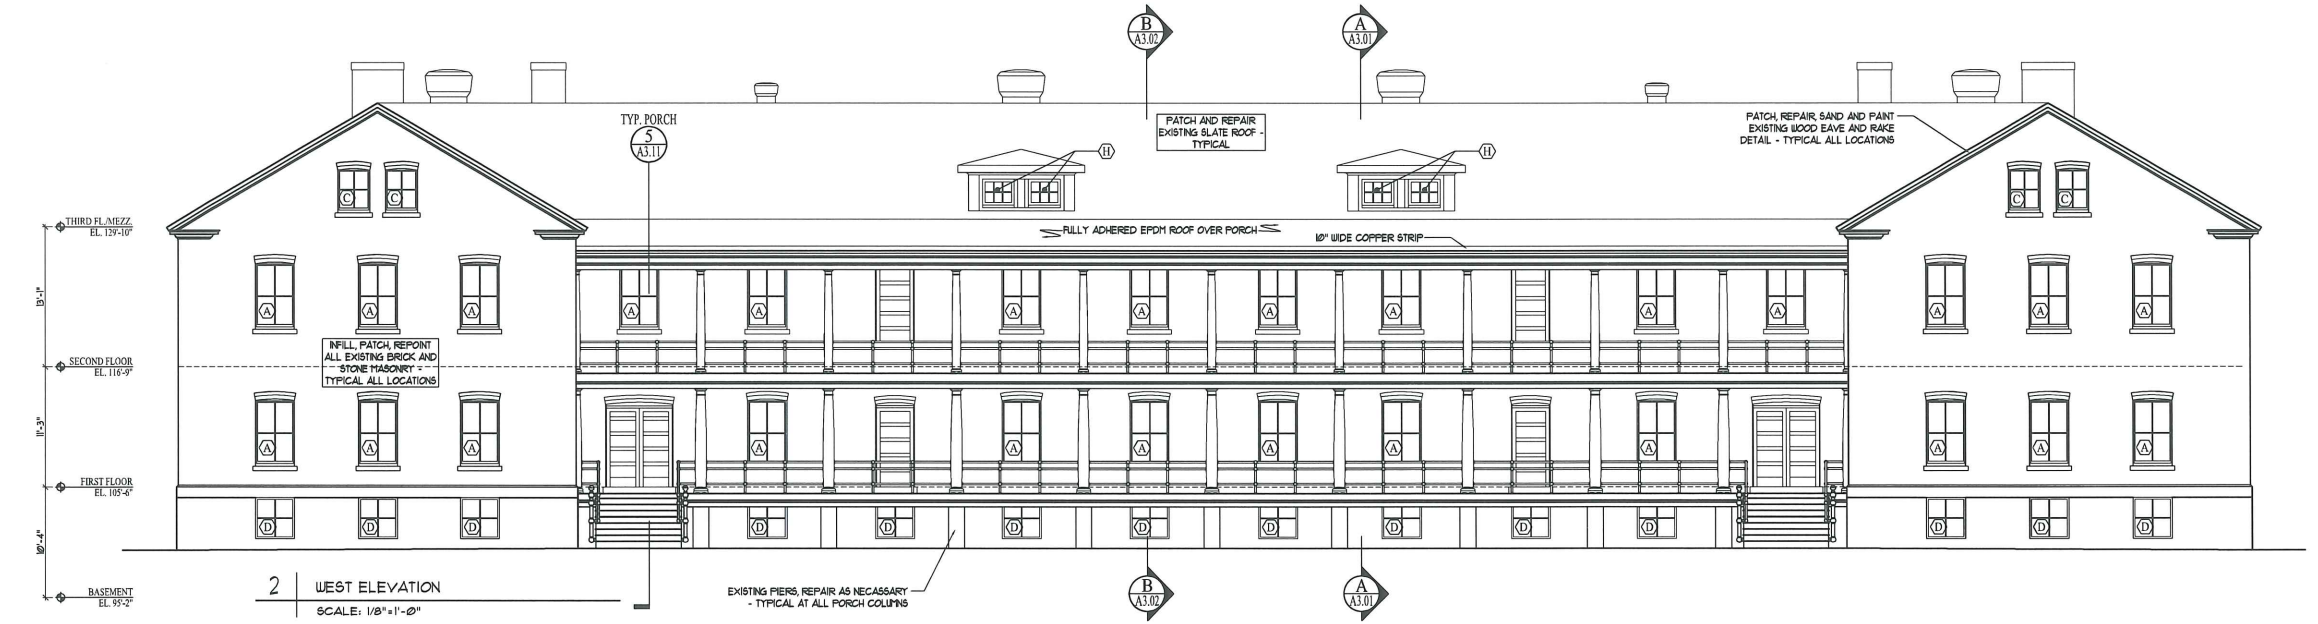 B
A3.02
A
A3.01
TYP. PORCH
5
A3.11
PATCH AND REPAIR
EXISTING SLATE ROOF -
TYPICAL
PATCH, REPAIR, SAND AND PAINT
EXISTING WOOD EAVE AND RAKE
DETAIL - TYPICAL ALL LOCATIONS
H
H
C
C
C
C
THIRD FL./MEZZ.
EL. 129'-10"
FULLY ADHERED EPDM ROOF OVER PORCH
10" WIDE COPPER STRIP
13'-1"
A
A
A
A
A
A
A
A
A
A
A
A
A
A
INFILL, PATCH, REPOINT
ALL EXISTING BRICK AND
STONE MASONRY -
TYPICAL ALL LOCATIONS
SECOND FLOOR
EL. 116'-9"
11'-3"
A
A
A
A
A
A
A
A
A
A
A
A
FIRST FLOOR
EL. 105'-6"
D
D
D
D
D
D
D
D
D
D
D
D
D
D
10'-4"
BASEMENT
EL. 95'-2"
2
WEST ELEVATION
SCALE: 1/8"=1'-0"
EXISTING PIERS, REPAIR AS NECASSARY
- TYPICAL AT ALL PORCH COLUMNS
B
A3.02
A
A3.01